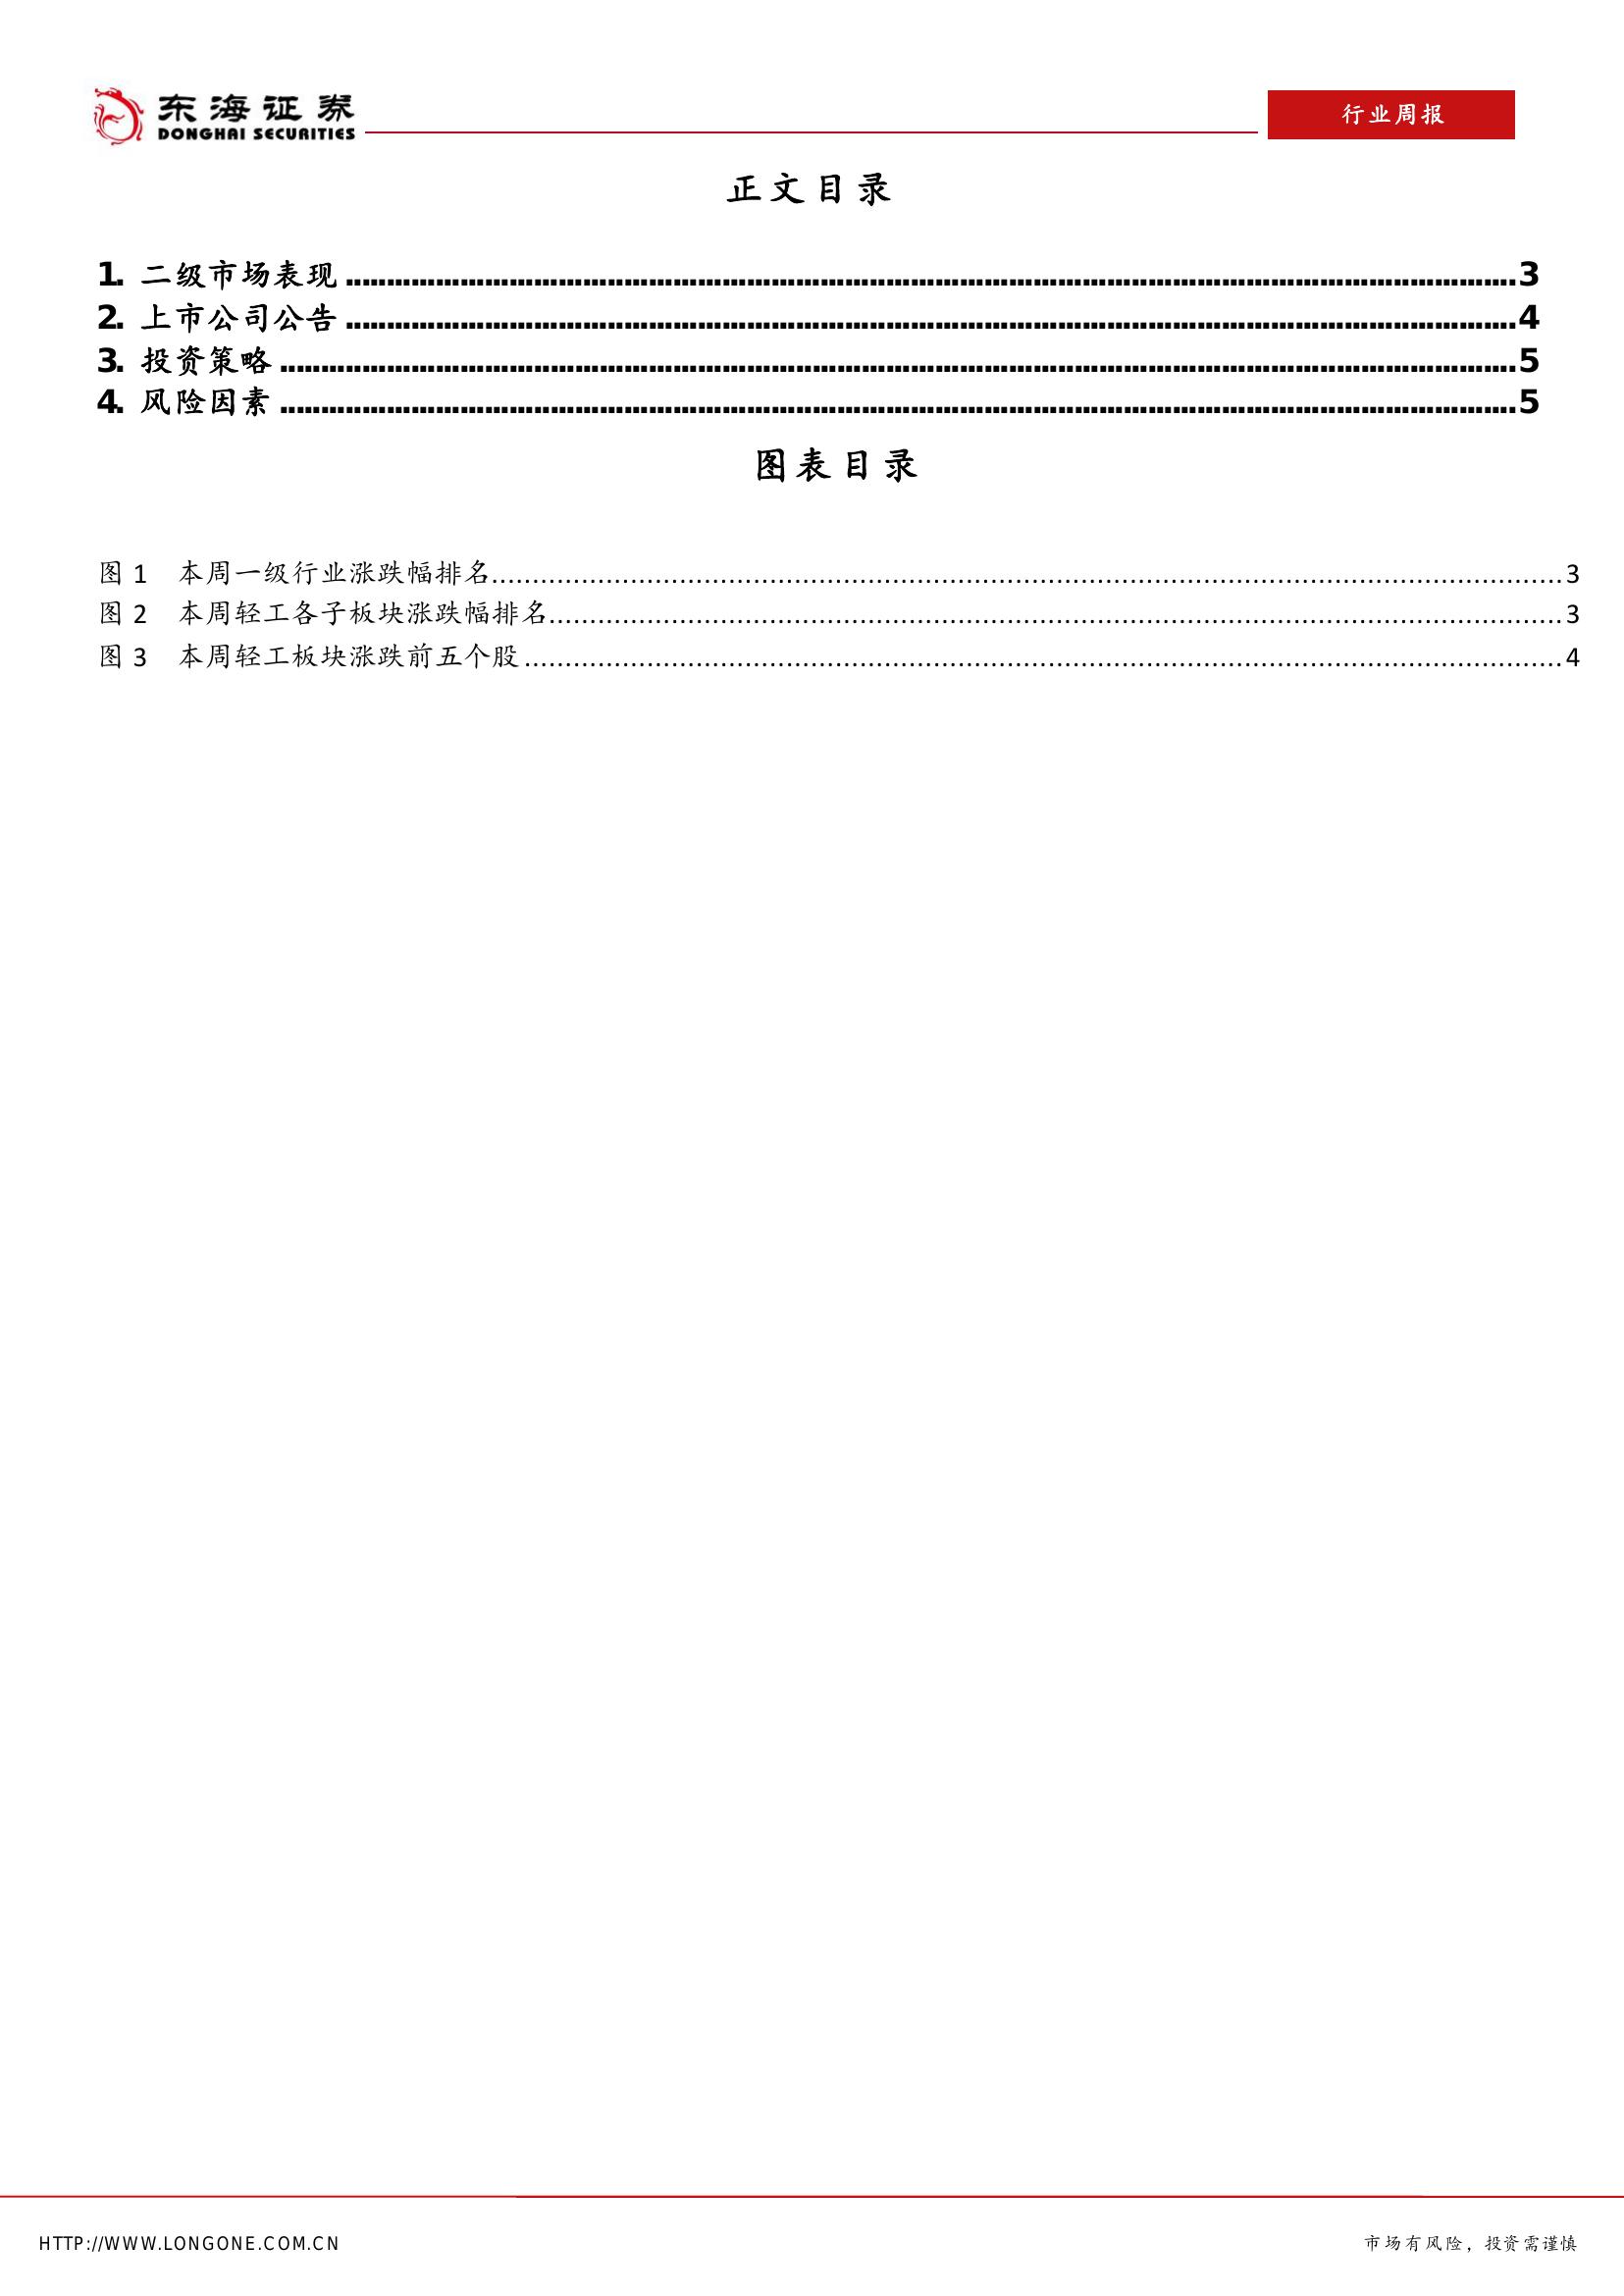 东海证券
DONGHAI SECURITIES
行业周报
正文目录
1. 二级市场表现 ........................................................................ 3
2. 上市公司公告 ........................................................................ 4
3. 投资策略 ........................................................................ 5
4. 风险因素 ........................................................................ 5
图表目录
图 1 本周一级行业涨跌幅排名........................................................................3
图 2 本周轻工各子板块涨跌幅排名........................................................................3
图 3 本周轻工板块涨跌前五个股........................................................................4
HTTP://WWW.LONGONE.COM.CN
市场有风险，投资需谨慎